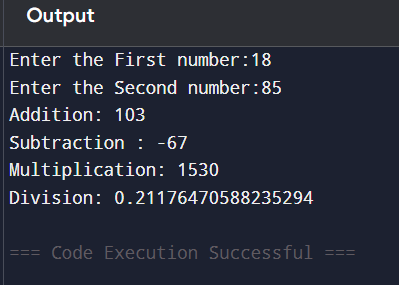 Output
Enter the First number:18
Enter the Second number:85
Addition: 103
Subtraction : -67
Multiplication: 1530
Division: 0.21176470588235294
=== Code Execution Successful ===